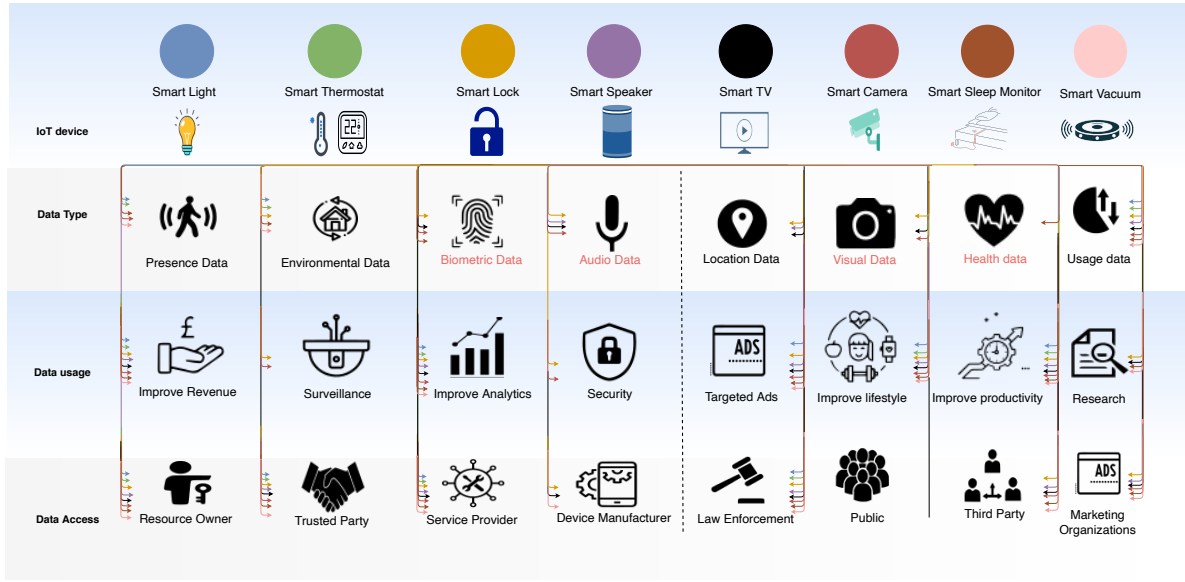 Smart Light
Smart Thermostat
Smart Lock
Smart Speaker
Smart TV
Smart Camera
Smart Sleep Monitor
Smart Vacuum
IoT device
22
Data Type
Presence Data
Environmental Data
Biometric Data
Audio Data
Location Data
Visual Data
Health data
Usage data
£
ADS
Data usage
Improve Revenue
Surveillance
Improve Analytics
Security
Targeted Ads
Improve lifestyle
Improve productivity
Research
ADS
Data Access
Resource Owner
Trusted Party
Service Provider
Device Manufacturer
Law Enforcement
Public
Third Party
Marketing
Organizations